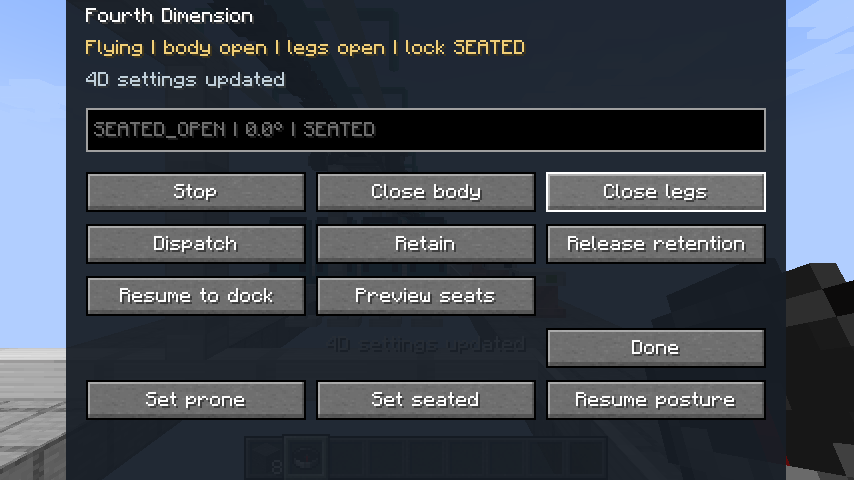 Fourth Dimension
Flying | body open | legs open | lock SEATED
4D settings updated
SEATED_OPEN | 0.0° | SEATED
Stop
Close body
Close legs
Dispatch
Retain
Release retention
Resume to dock
Preview seats
4D settings updated
Done
Set prone
Set seated
Resume posture
8